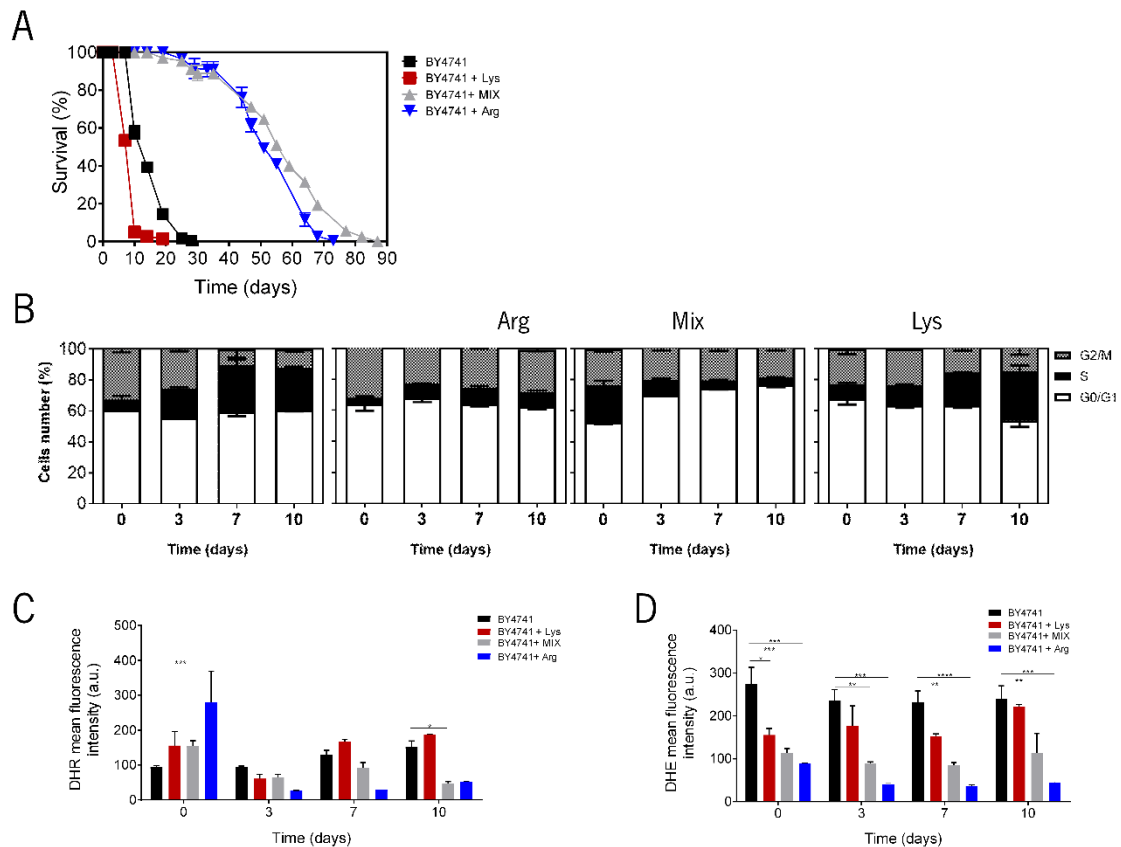 A
Survival (%)
100
80
60
40
20
0
0 10 20 30 40 50 60 70 80 90
Time (days)
BY4741
BY4741 + Lys
BY4741+ MIX
BY4741 + Arg
B
Arg Mix Lys
Cells number (%)
100
80
60
40
20
0
0 3 7 10
0 3 7 10
0 3 7 10
0 3 7 10
Time (days)
Time (days)
Time (days)
Time (days)
G2/M
S
G0/G1
C
DHR mean fluorescence
intensity (a.u.)
500
400
300
200
100
0
***
*
0 3 7 10
Time (days)
BY4741
BY4741 + Lys
BY4741+ MIX
BY4741+ Arg
D
DHE mean fluorescence
intensity (a.u.)
400
300
200
100
0
***
***
*
***
**
****
**
***
**
0 3 7 10
Time (days)
BY4741
BY4741 + Lys
BY4741+ MIX
BY4741 + Arg